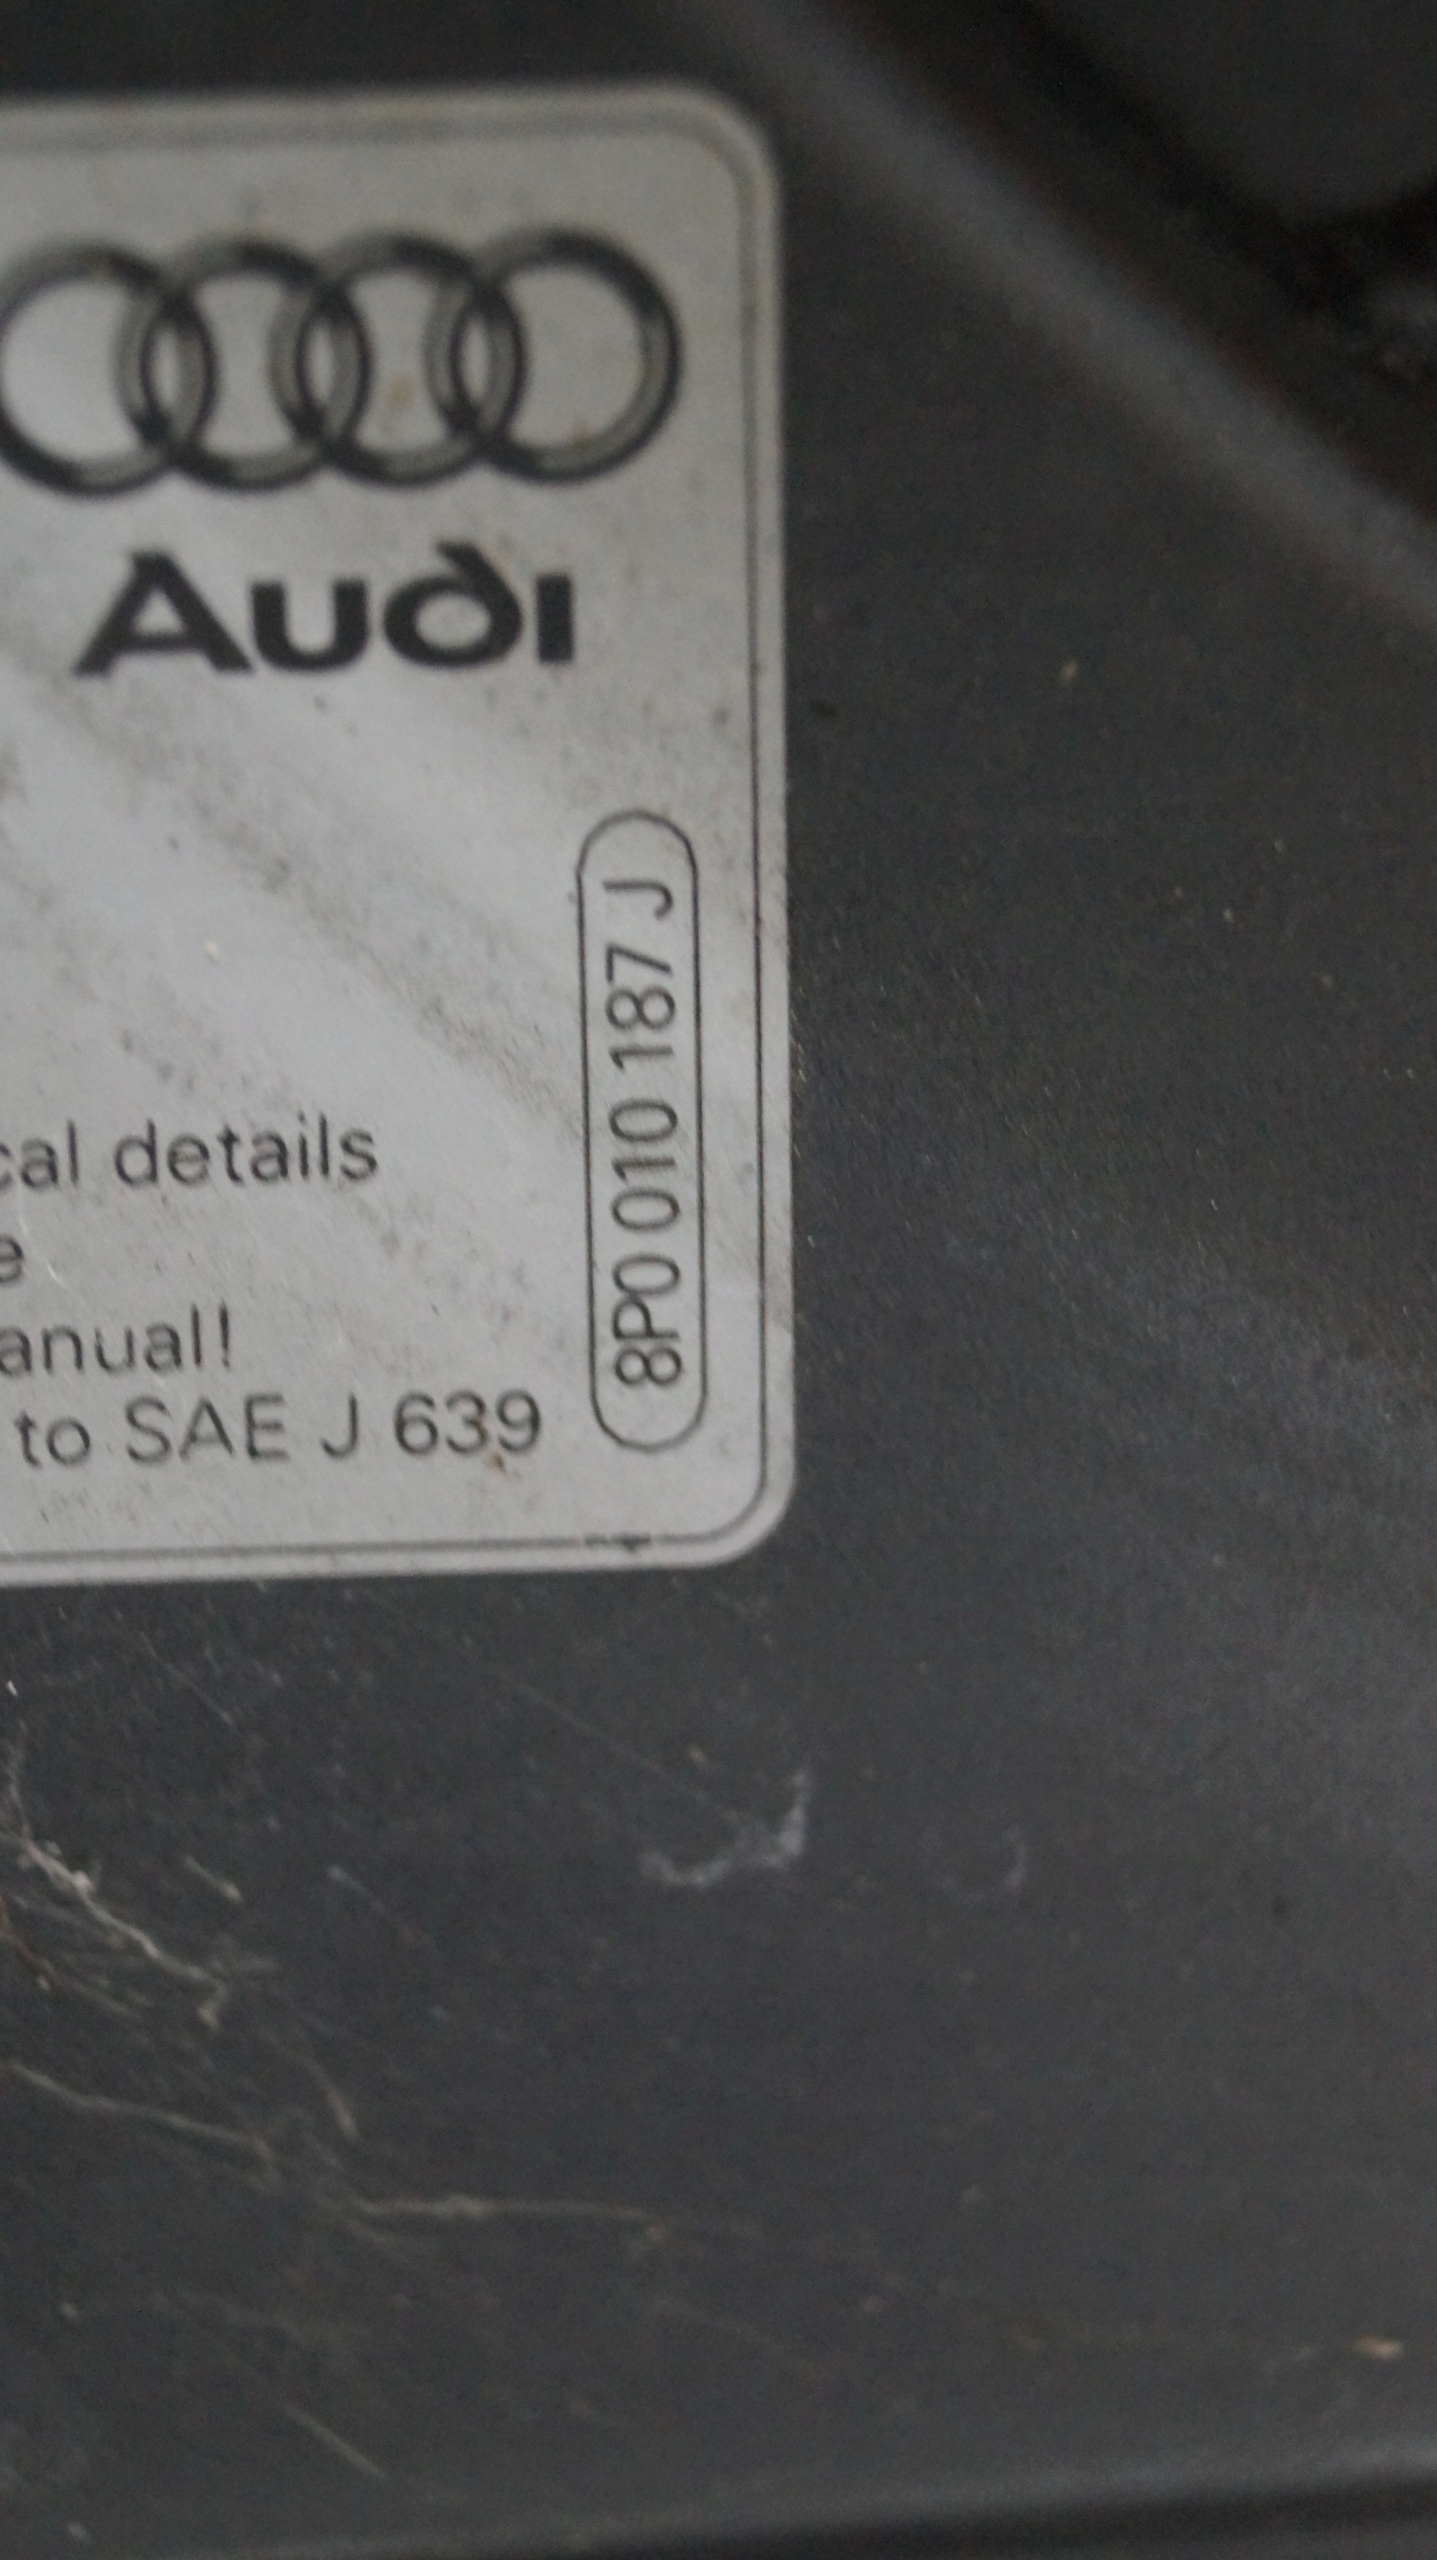 Audi
8P0 010 187 J
cal details
e
anual!
to SAE J 639